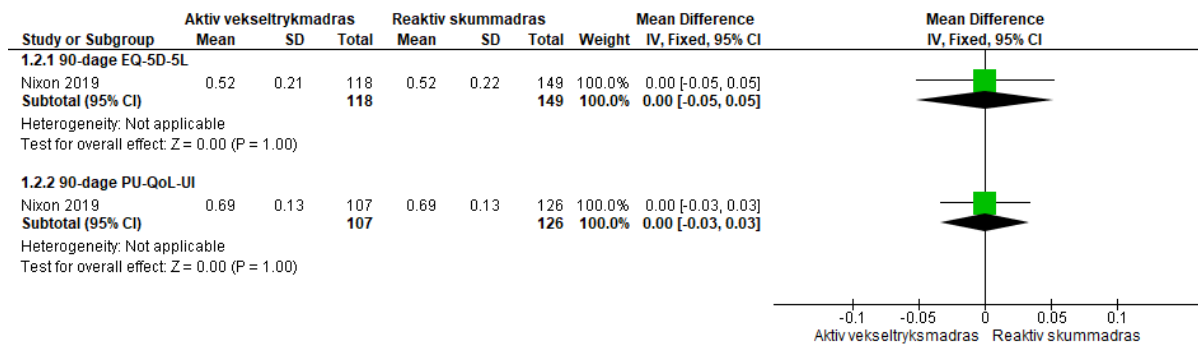 Aktiv vekseltrykmadras Reaktiv skummadras Mean Difference Mean Difference
Study or Subgroup Mean SD Total Mean SD Total Weight IV, Fixed, 95% CI IV, Fixed, 95% CI
1.2.1 90-dage EQ-5D-5L
Nixon 2019 0.52 0.21 118 0.52 0.22 149 100.0% 0.00 [-0.05, 0.05]
Subtotal (95% CI) 118 149 100.0% 0.00 [-0.05, 0.05]
Heterogeneity: Not applicable
Test for overall effect: Z = 0.00 (P = 1.00)
1.2.2 90-dage PU-QoL-UI
Nixon 2019 0.69 0.13 107 0.69 0.13 126 100.0% 0.00 [-0.03, 0.03]
Subtotal (95% CI) 107 126 100.0% 0.00 [-0.03, 0.03]
Heterogeneity: Not applicable
Test for overall effect: Z = 0.00 (P = 1.00)
-0.1 -0.05 0 0.05 0.1
Aktiv vekseltryksmadras Reaktiv skummadras